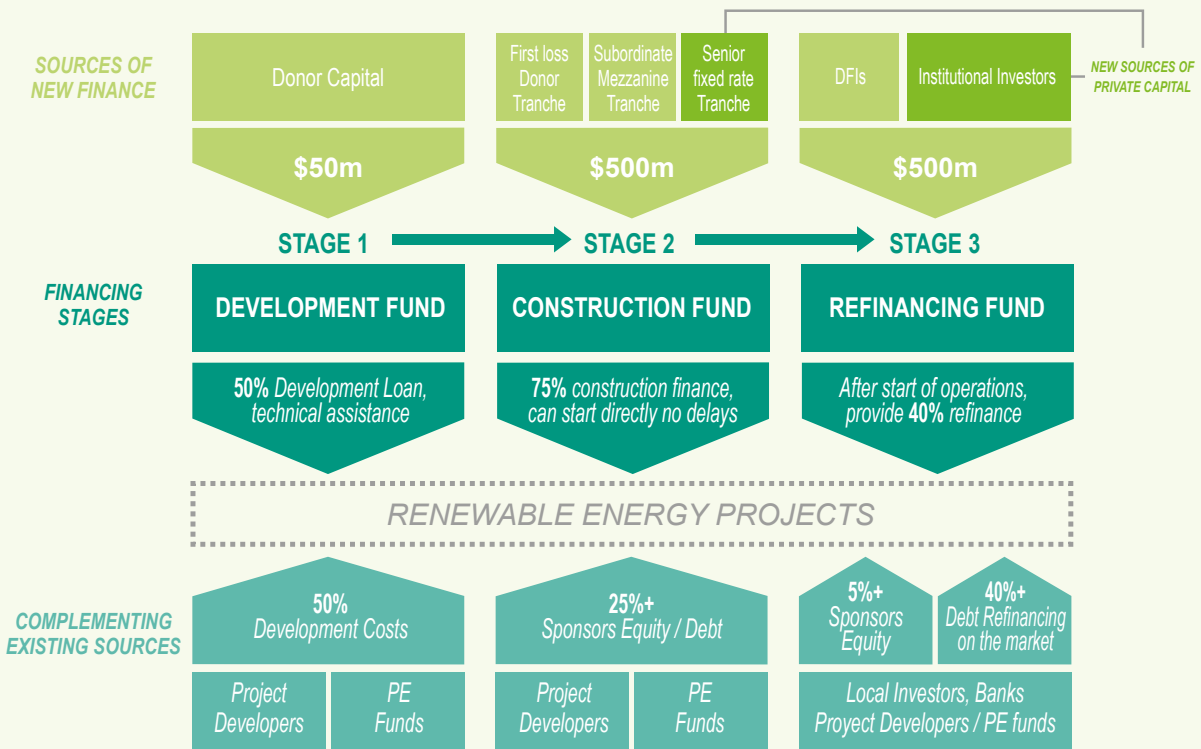 SOURCES OF
NEW FINANCE
Donor Capital
First loss
Donor
Tranche
Subordinate
Mezzanine
Tranche
Senior
fixed rate
Tranche
DFIs
Institutional Investors
NEW SOURCES OF
PRIVATE CAPITAL
$50m
$500m
$500m
STAGE 1
STAGE 2
STAGE 3
FINANCING
STAGES
DEVELOPMENT FUND
CONSTRUCTION FUND
REFINANCING FUND
50% Development Loan,
technical assistance
75% construction finance,
can start directly no delays
After start of operations,
provide 40% refinance
RENEWABLE ENERGY PROJECTS
COMPLEMENTING
EXISTING SOURCES
50%
Development Costs
25%+
Sponsors Equity / Debt
5%+
Sponsors
Equity
40%+
Debt Refinancing
on the market
Project
Developers
PE
Funds
Project
Developers
PE
Funds
Local Investors, Banks
Proyect Developers / PE funds